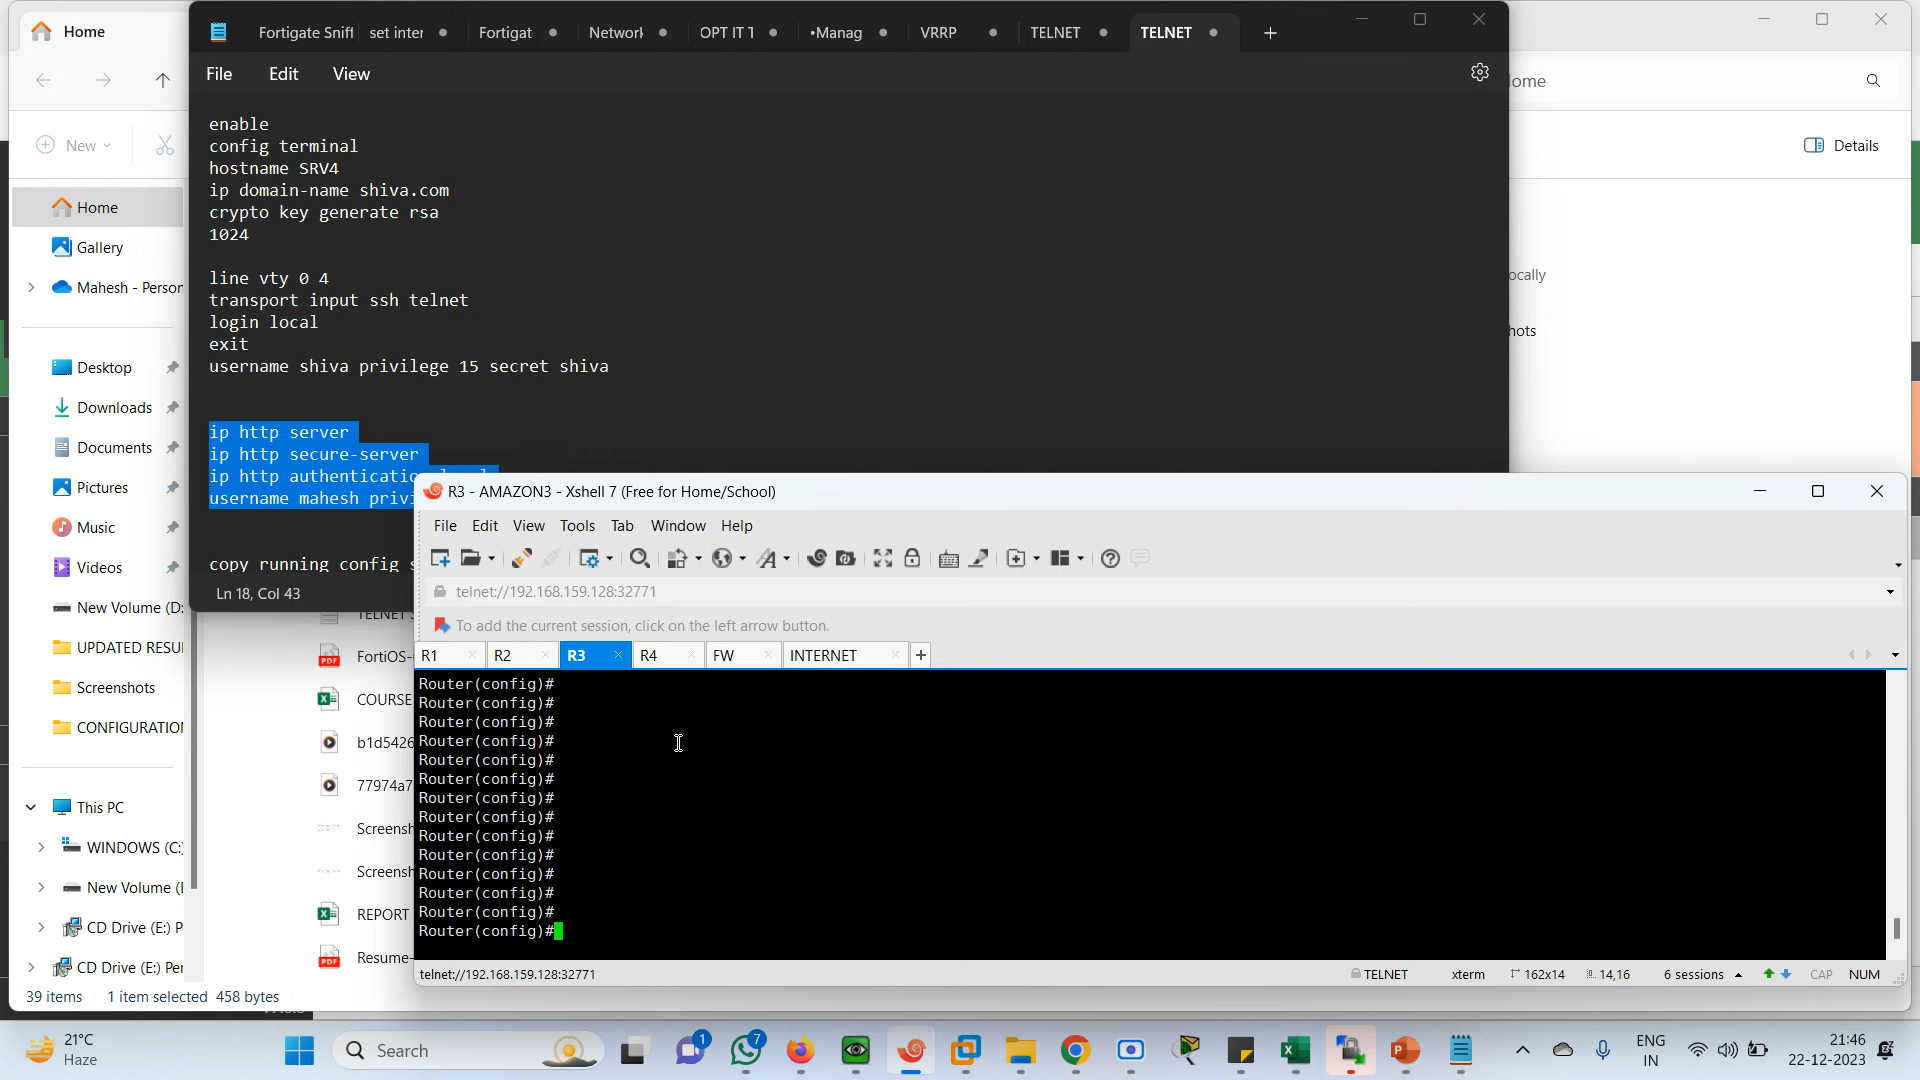 Home
Fortigate Snif
set inter
Fortigat
Network
OPT IT 1
•Manag
VRRP
TELNET
TELNET
File
Edit
View
ome
New
Details
enable
config terminal
hostname SRV4
ip domain-name shiva.com
crypto key generate rsa
1024
line vty 0 4
transport input ssh telnet
login local
exit
username shiva privilege 15 secret shiva
ip http server
ip http secure-server
ip http authenticatio
username mahesh privi
copy running config s
Ln 18, Col 43
ocally
hots
Home
Gallery
Mahesh - Person
Desktop
Downloads
Documents
Pictures
Music
Videos
New Volume (D:
UPDATED RESU
Screenshots
CONFIGURATIO
This PC
WINDOWS (C:)
New Volume (
CD Drive (E:) P
CD Drive (E:) Per
39 items
1 item selected 458 bytes
TELNET
FortiOS-
COURSE
b1d5426
77974a7
Screensh
Screensh
REPORT
Resume-
R3 - AMAZON3 - Xshell 7 (Free for Home/School)
File
Edit
View
Tools
Tab
Window
Help
telnet://192.168.159.128:32771
To add the current session, click on the left arrow button.
R1
R2
R3
R4
FW
INTERNET
Router(config)#
Router(config)#
Router(config)#
Router(config)#
Router(config)#
Router(config)#
Router(config)#
Router(config)#
Router(config)#
Router(config)#
Router(config)#
Router(config)#
Router(config)#
Router(config)#
telnet://192.168.159.128:32771
TELNET
xterm
162x14
14,16
6 sessions
CAP
NUM
21°C
Haze
Search
1
7
ENG
IN
21:46
22-12-2023